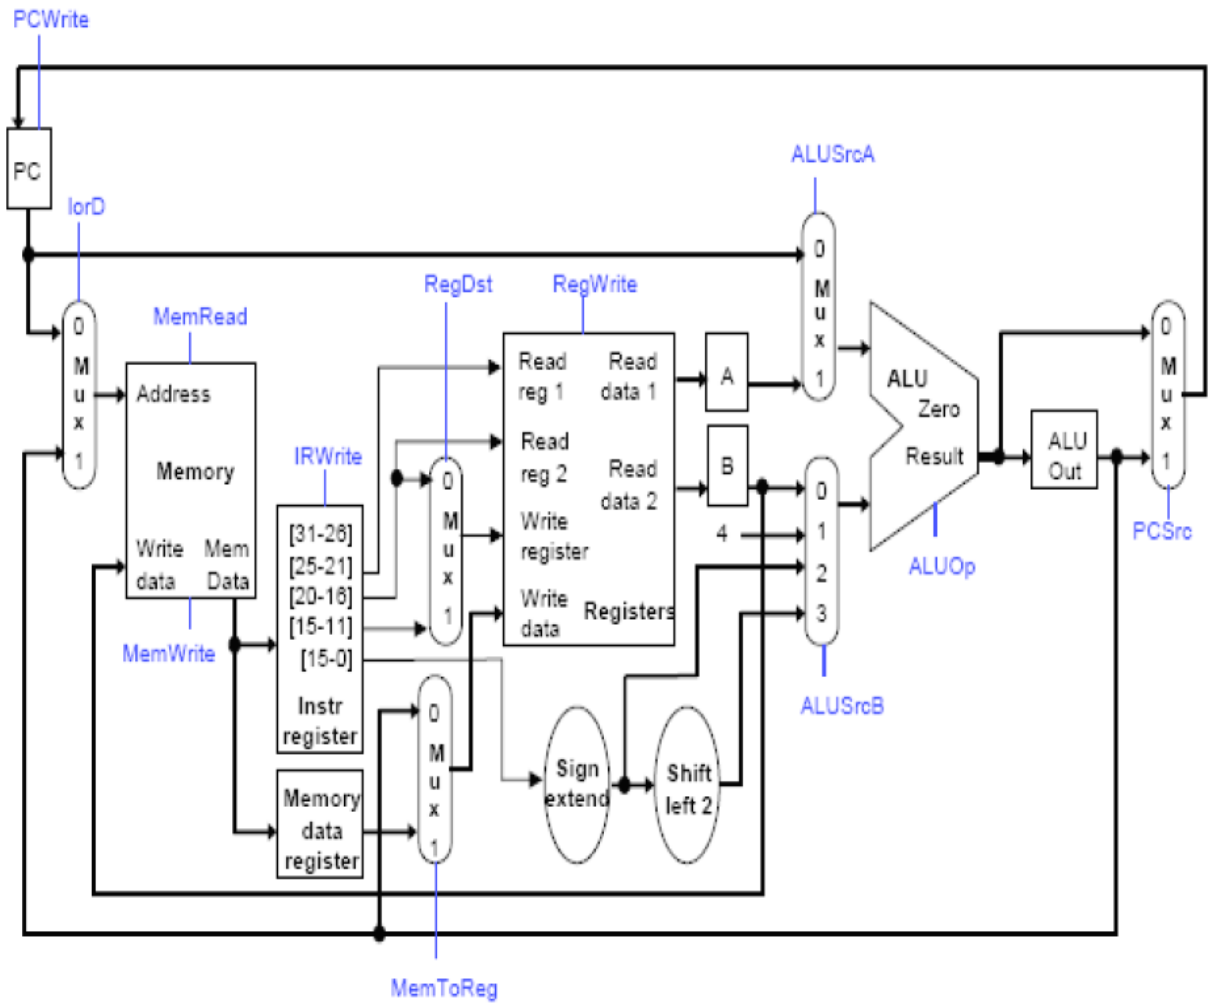 PCWrite
PC
IorD
0
M
u
x
1
MemRead
Address
Memory
Write
data
Mem
Data
MemWrite
IRWrite
[31-26]
[25-21]
[20-16]
[15-11]
[15-0]
Instr
register
Memory
data
register
RegDst
0
M
u
x
1
0
M
u
x
1
MemToReg
RegWrite
Read
reg 1
Read
reg 2
Write
register
Write
data
Read
data 1
Read
data 2
Registers
Sign
extend
Shift
left 2
A
B
4
ALUSrcA
0
M
u
x
1
0
1
2
3
ALUSrcB
ALU
Zero
Result
ALUOp
ALU
Out
0
M
u
x
1
PCSrc